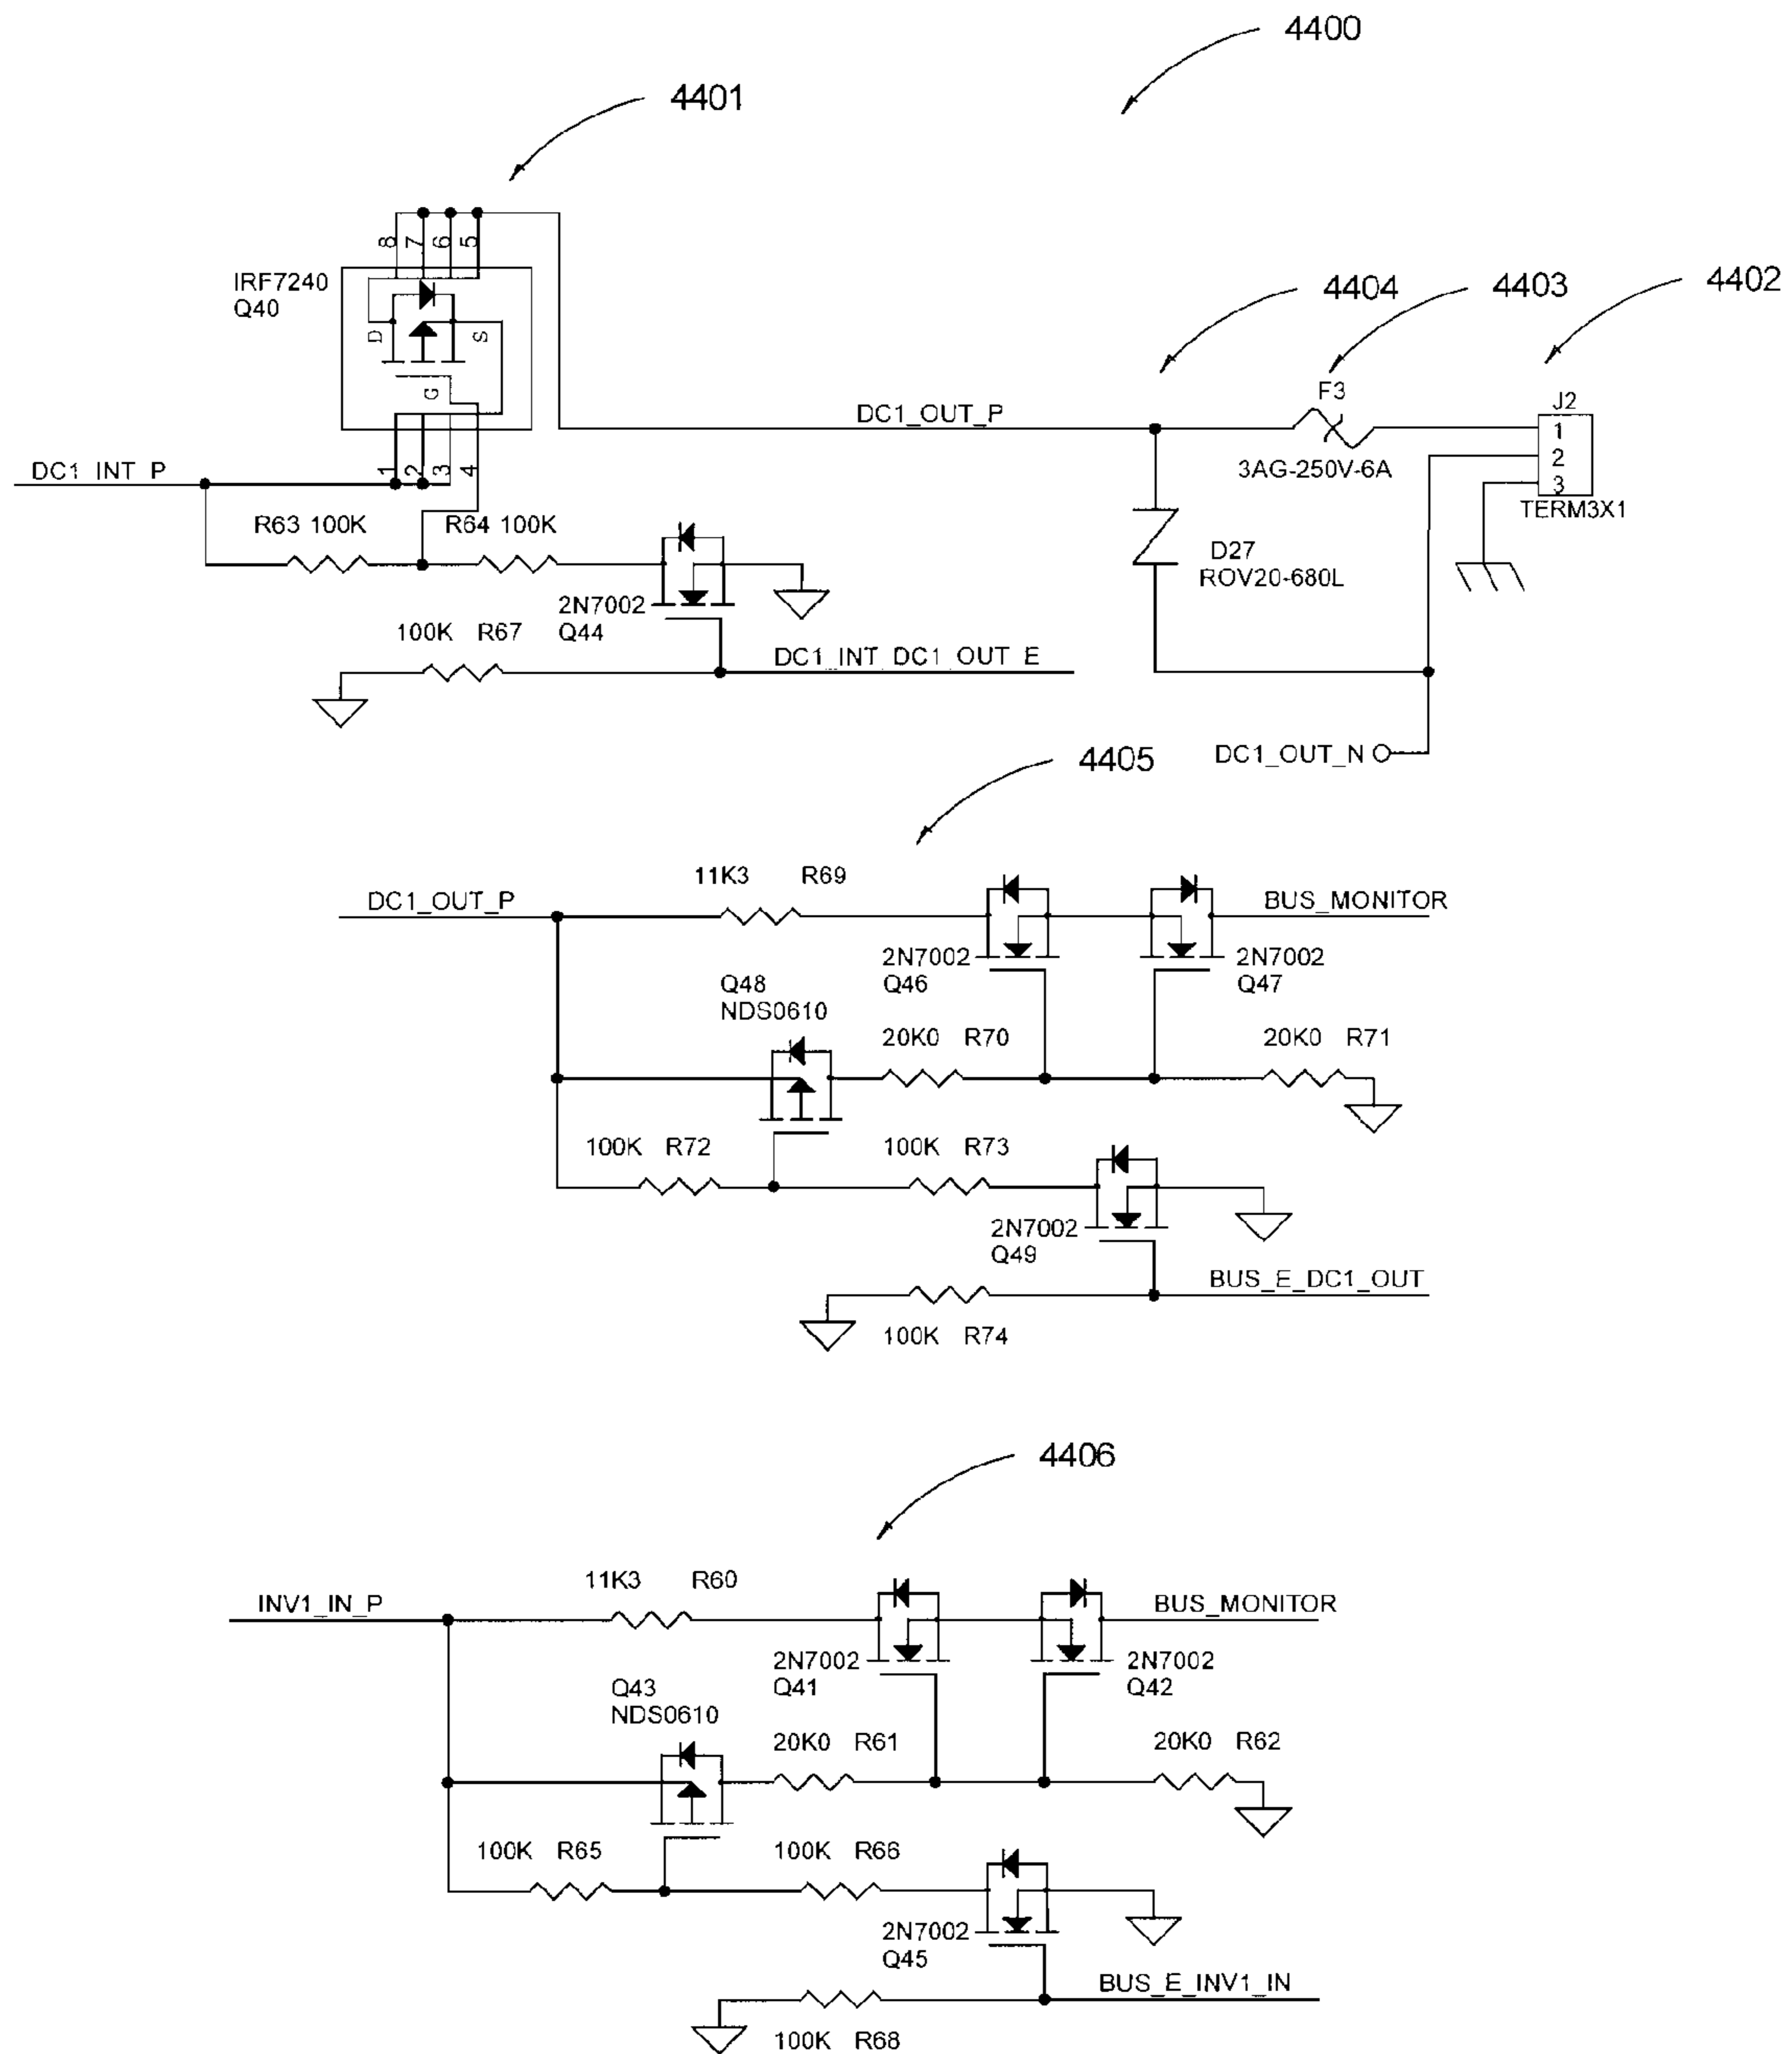 4400
4401
8 7 6 5
IRF7240
Q40
D S
G
4404 4403 4402
F3
J2
DC1_OUT_P
1
2
3
3AG-250V-6A
TERM3X1
DC1_INT_P
1 2 3 4
R63 100K R64 100K
D27
ROV20-680L
2N7002
Q44
100K R67
DC1_INT_DC1_OUT_E
DC1_OUT_N
4405
11K3 R69
DC1_OUT_P
BUS_MONITOR
2N7002
Q46
2N7002
Q47
Q48
NDS0610
20K0 R70
20K0 R71
100K R72
100K R73
2N7002
Q49
BUS_E_DC1_OUT
100K R74
4406
11K3 R60
INV1_IN_P
BUS_MONITOR
2N7002
Q41
2N7002
Q42
Q43
NDS0610
20K0 R61
20K0 R62
100K R65
100K R66
2N7002
Q45
BUS_E_INV1_IN
100K R68